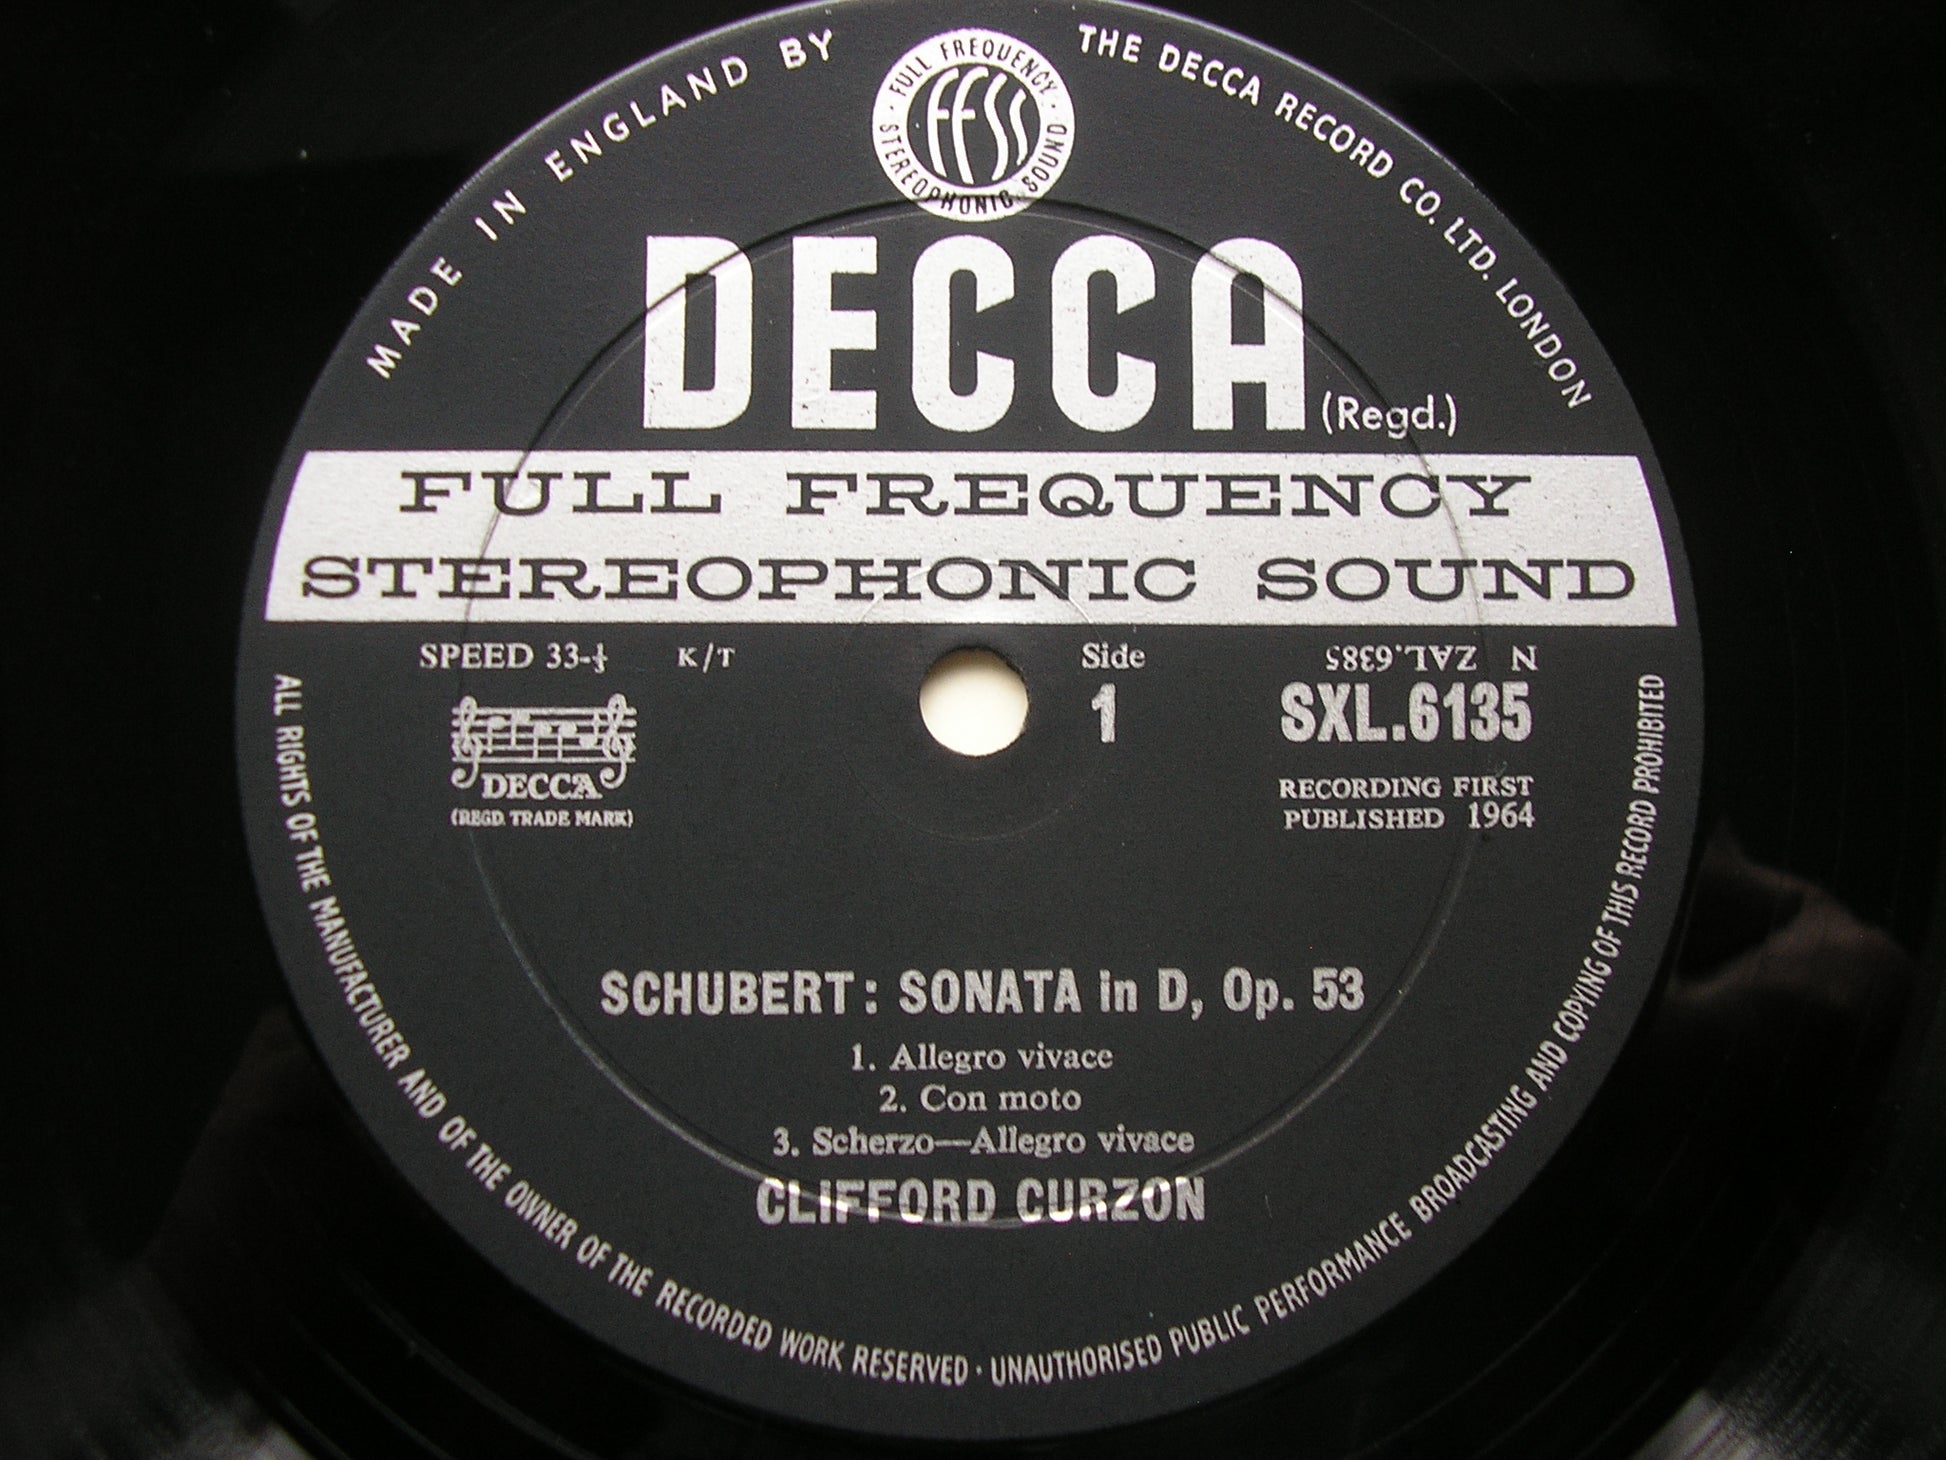 MADE IN ENGLAND BY
THE DECCA RECORD CO. LTD. LONDON
FULL FREQUENCY
STEREOPHONIC SOUND
FFSS
DECCA (Regd.)
FULL FREQUENCY
STEREOPHONIC SOUND
SPEED 33-⅓ K/T
Side
1
ZAL.6385 N
SXL.6135
DECCA
(REGD. TRADE MARK)
RECORDING FIRST
PUBLISHED 1964
SCHUBERT: SONATA in D, Op. 53
1. Allegro vivace
2. Con moto
3. Scherzo—Allegro vivace
CLIFFORD CURZON
ALL RIGHTS OF THE MANUFACTURER AND OF THE OWNER OF THE RECORDED WORK RESERVED · UNAUTHORISED PUBLIC PERFORMANCE BROADCASTING AND COPYING OF THIS RECORD PROHIBITED